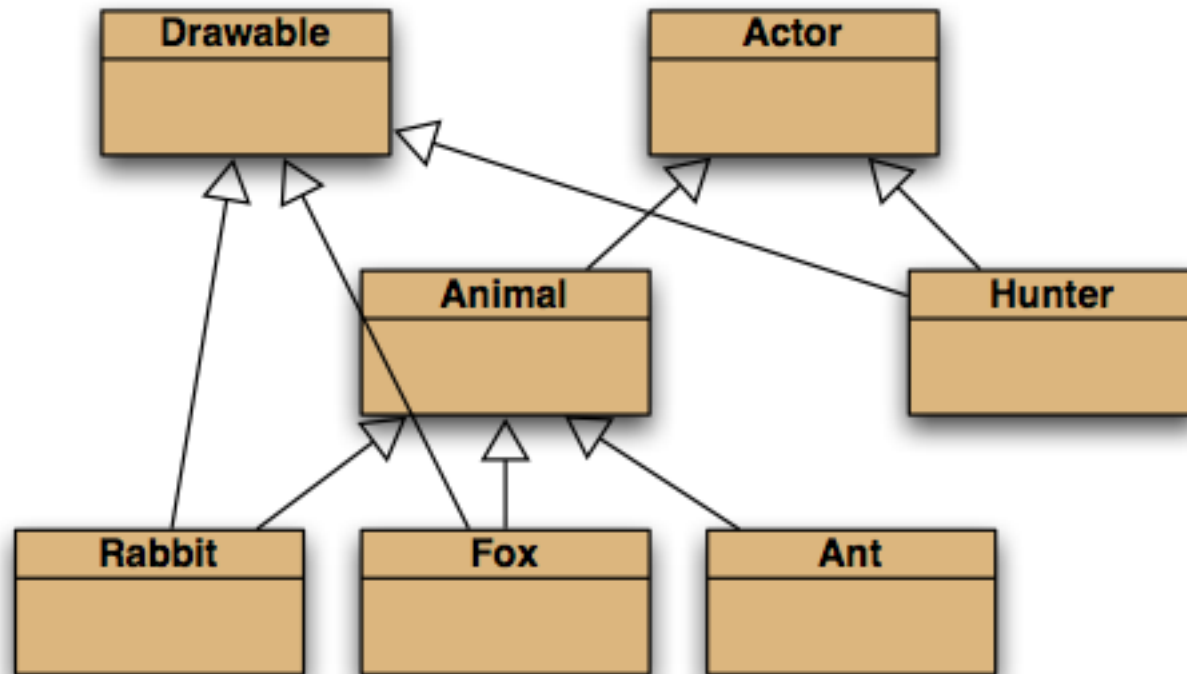 Drawable
Actor
Animal
Hunter
Rabbit
Fox
Ant